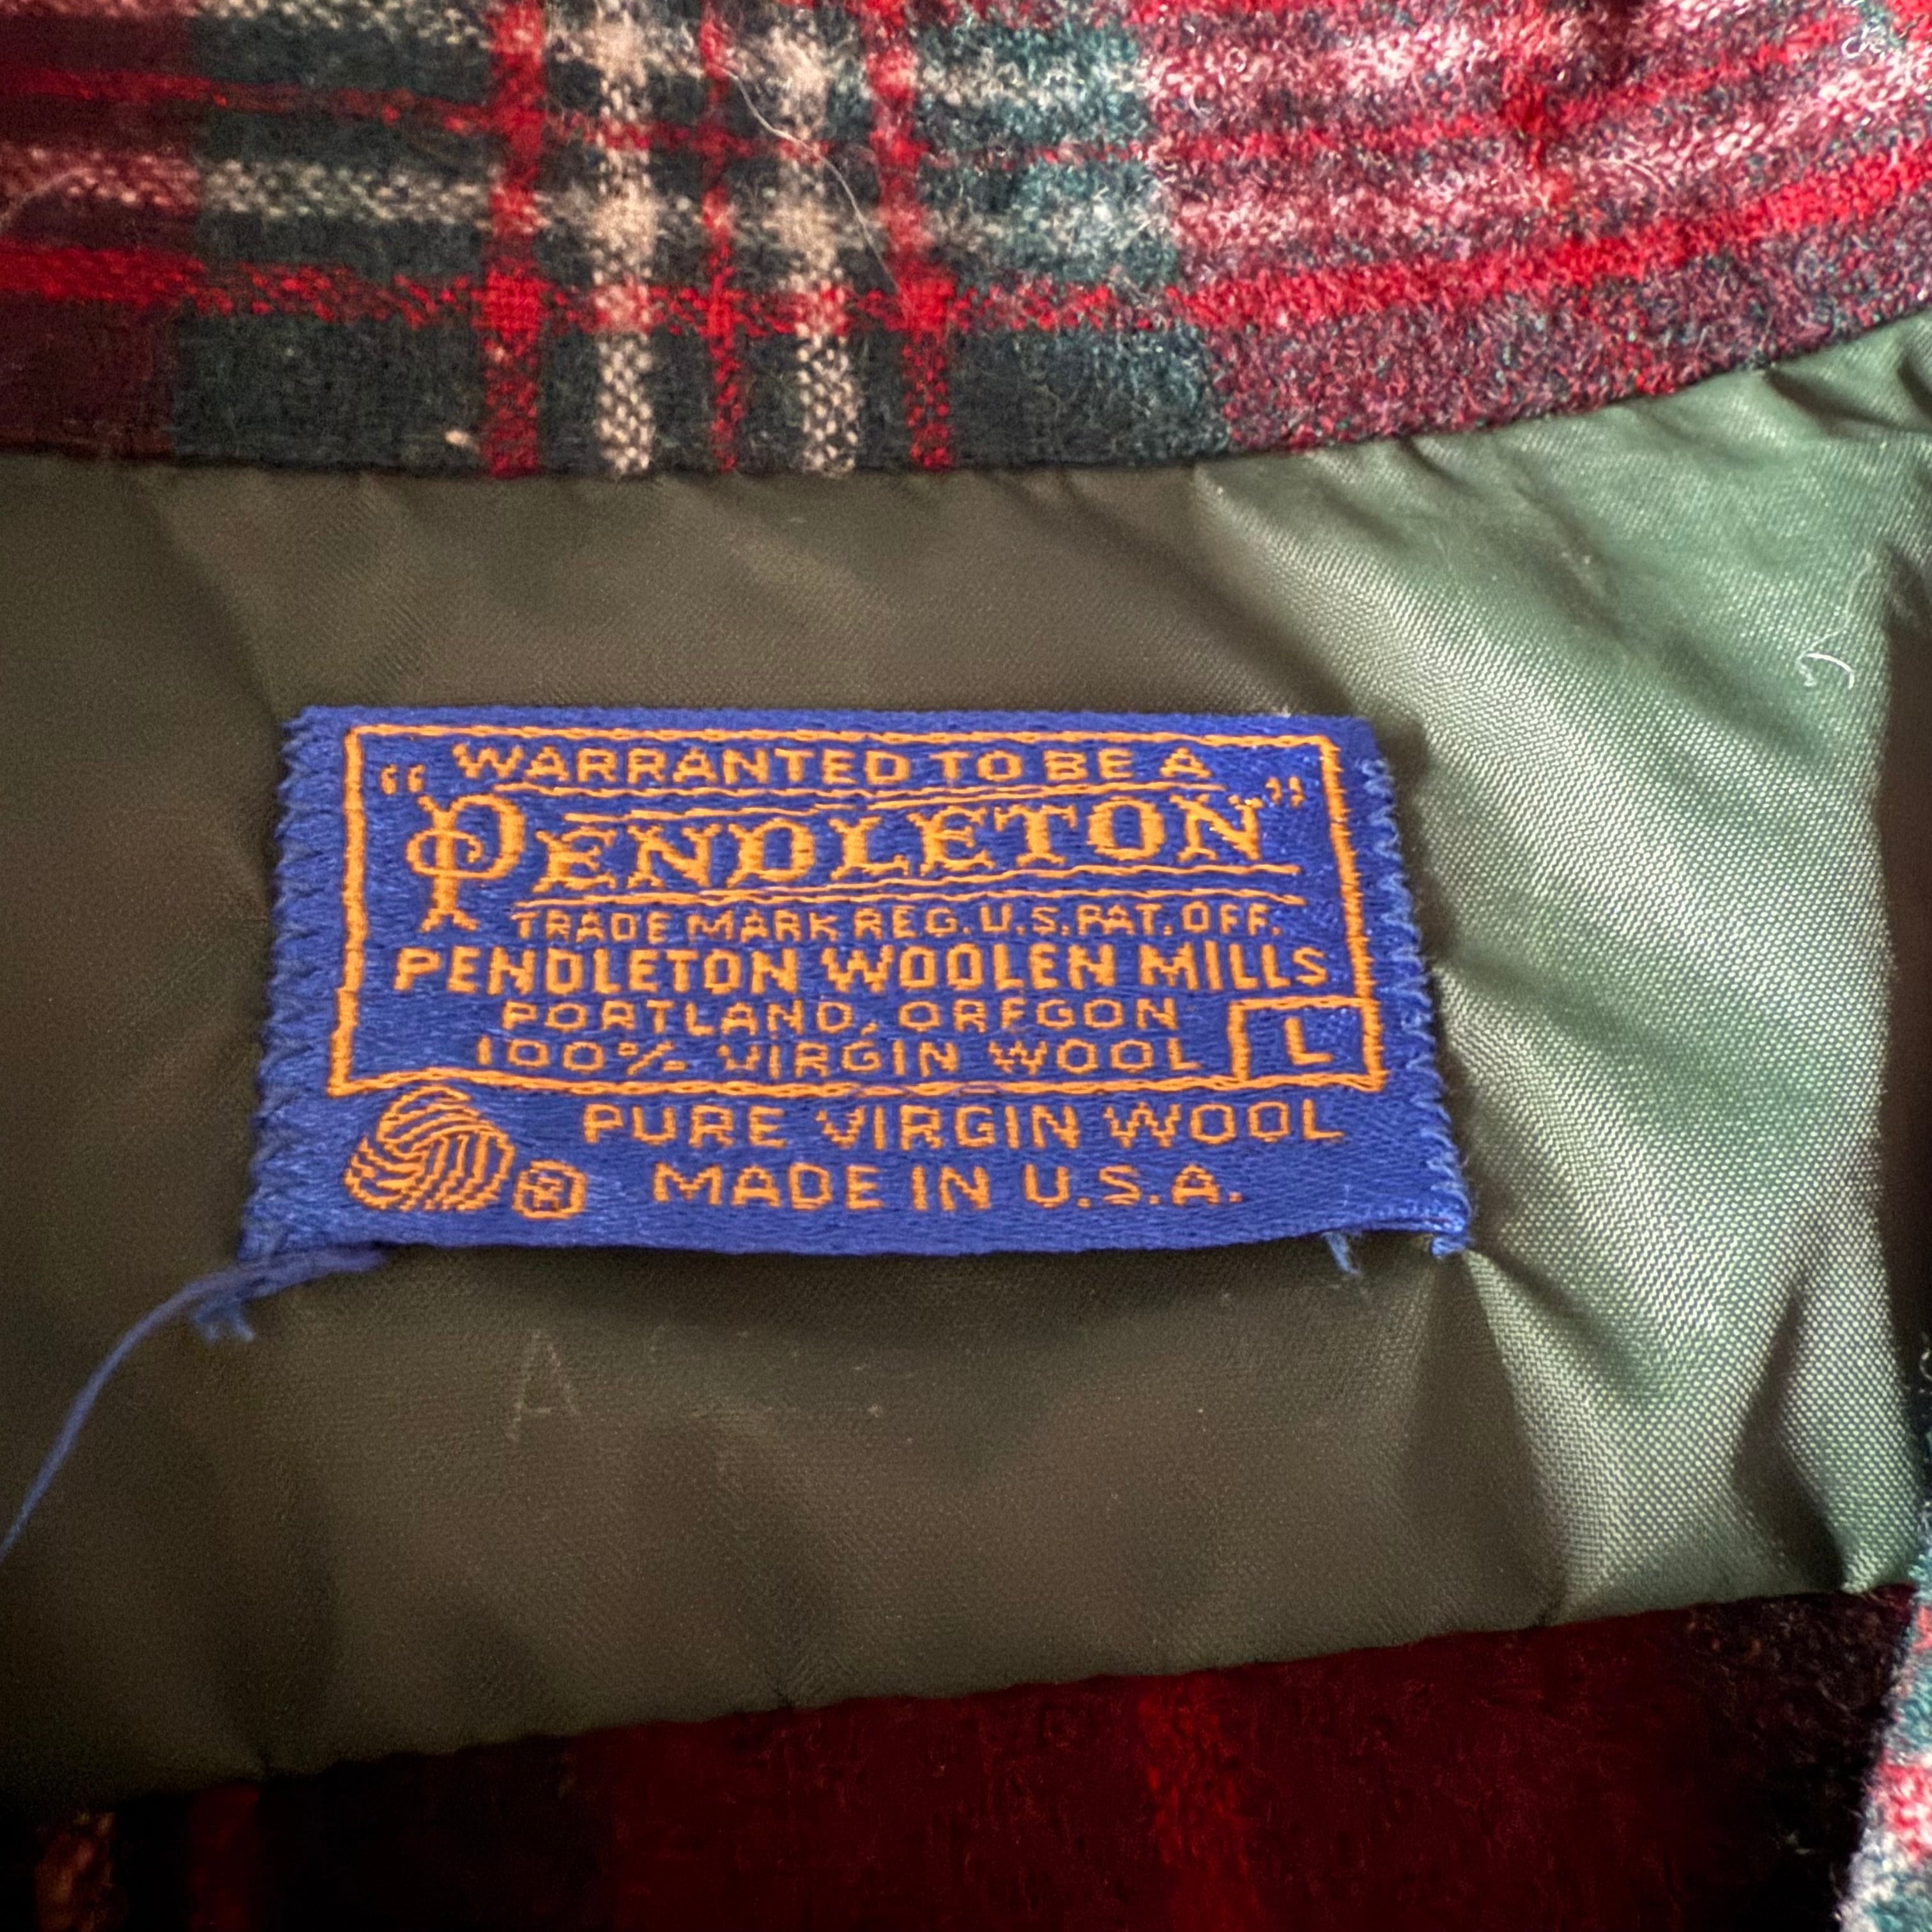 WARRANTED TO BE A
"PENDLETON"
TRADE MARK REG. U.S. PAT. OFF.
PENDLETON WOOLEN MILLS
PORTLAND, OREGON
100% VIRGIN WOOL L
PURE VIRGIN WOOL
® MADE IN U.S.A.